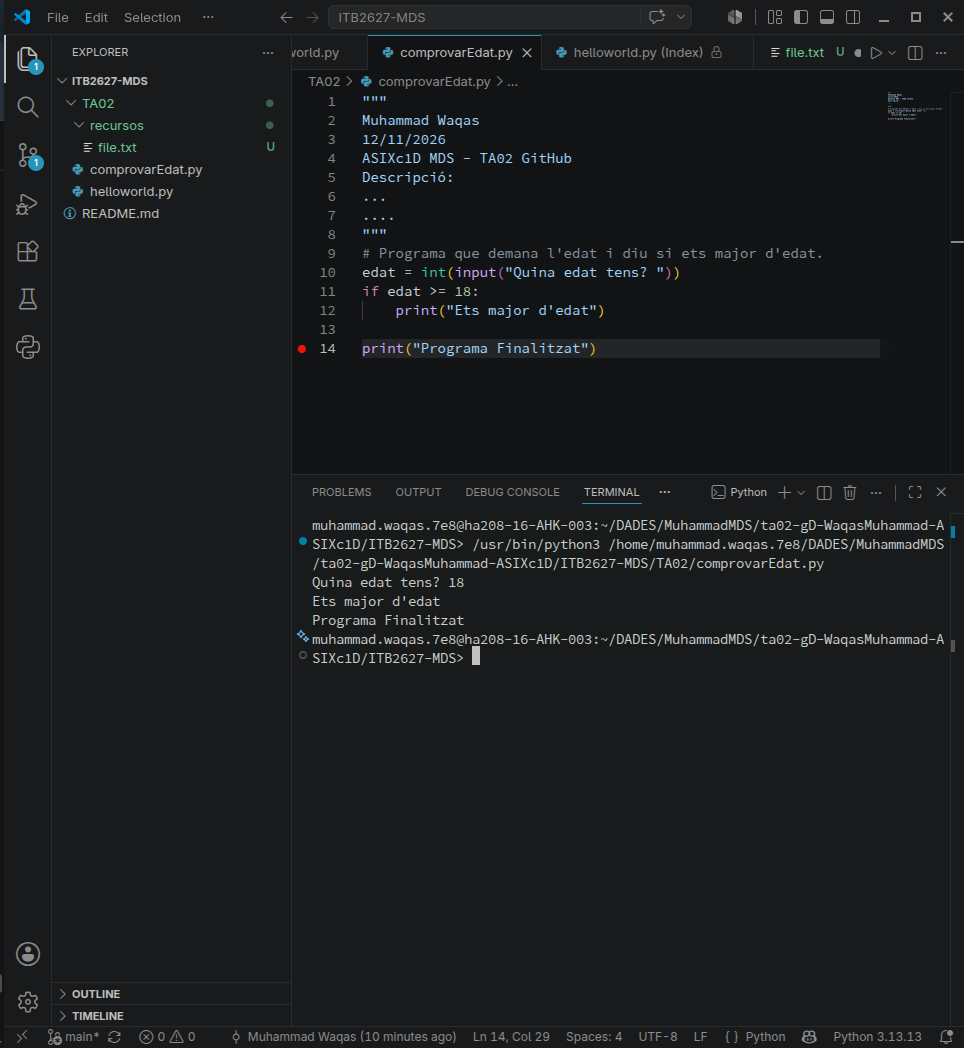 File Edit Selection ··· ITB2627-MDS
EXPLORER ···
ITB2627-MDS
TA02
recursos
file.txt U
comprovarEdat.py
helloworld.py
README.md
OUTLINE
TIMELINE
1
1
world.py comprovarEdat.py helloworld.py (Index) file.txt U ···
TA02 > comprovarEdat.py > ...
1 """
2 Muhammad Waqas
3 12/11/2026
4 ASIXc1D MDS - TA02 GitHub
5 Descripció:
6 ...
7 ....
8 """
9 # Programa que demana l'edat i diu si ets major d'edat.
10 edat = int(input("Quina edat tens? "))
11 if edat >= 18:
12 print("Ets major d'edat")
13
14 print("Programa Finalitzat")
PROBLEMS OUTPUT DEBUG CONSOLE TERMINAL ··· Python ···
muhammad.waqas.7e8@ha208-16-AHK-003:~/DADES/MuhammadMDS/ta02-gD-WaqasMuhammad-A
SIXc1D/ITB2627-MDS> /usr/bin/python3 /home/muhammad.waqas.7e8/DADES/MuhammadMDS
/ta02-gD-WaqasMuhammad-ASIXc1D/ITB2627-MDS/TA02/comprovarEdat.py
Quina edat tens? 18
Ets major d'edat
Programa Finalitzat
muhammad.waqas.7e8@ha208-16-AHK-003:~/DADES/MuhammadMDS/ta02-gD-WaqasMuhammad-A
SIXc1D/ITB2627-MDS>
main* 0 0 Muhammad Waqas (10 minutes ago) Ln 14, Col 29 Spaces: 4 UTF-8 LF { } Python Python 3.13.13